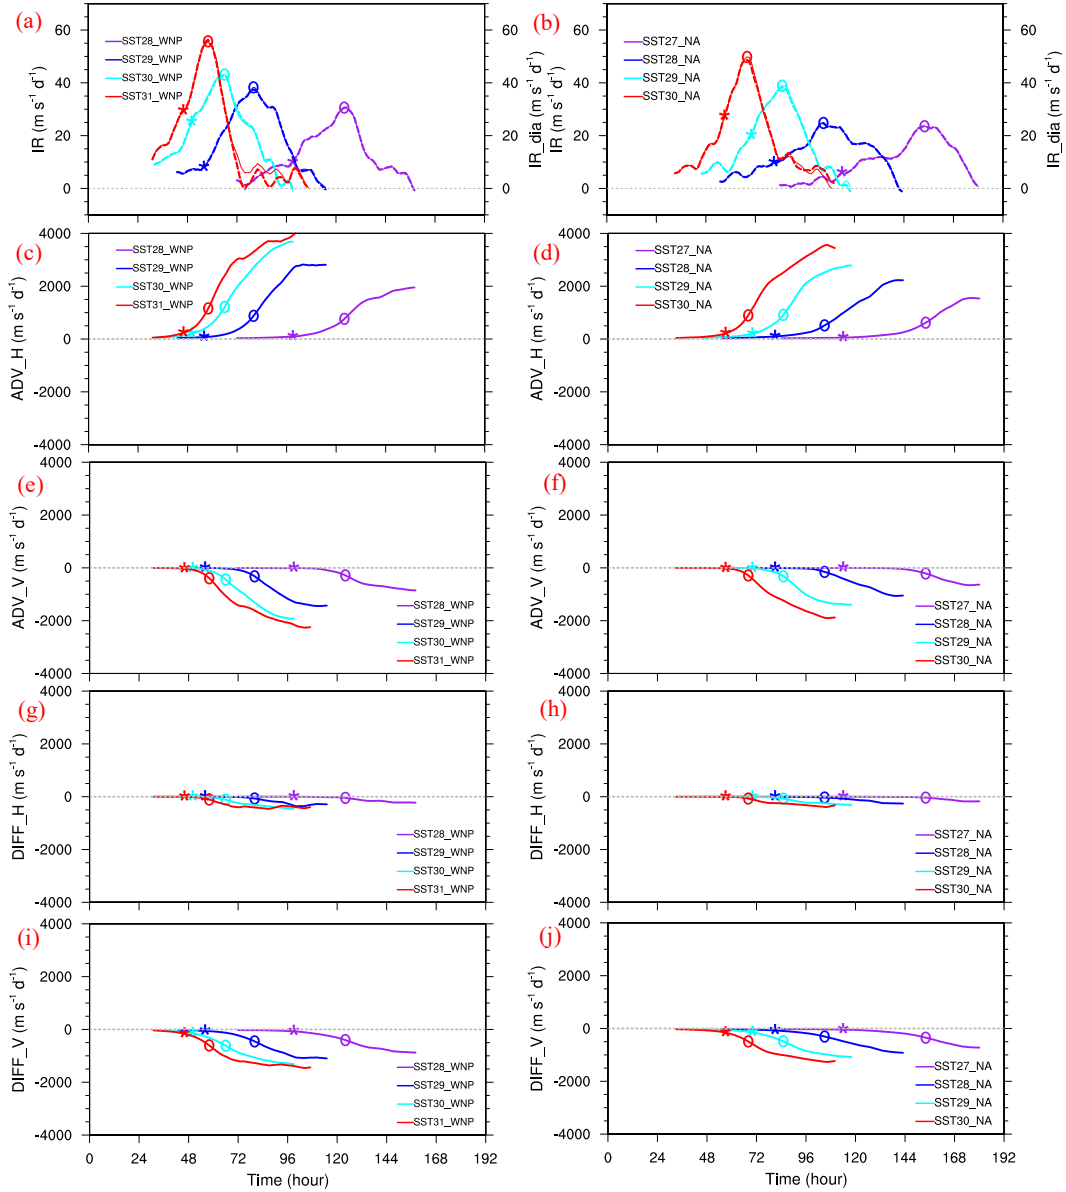 (a)
60
40
20
0
IR (m s⁻¹ d⁻¹)
SST28_WNP
SST29_WNP
SST30_WNP
SST31_WNP
60
40
20
0
IR_dia (m s⁻¹ d⁻¹)
(b)
60
40
20
0
IR (m s⁻¹ d⁻¹)
SST27_NA
SST28_NA
SST29_NA
SST30_NA
60
40
20
0
IR_dia (m s⁻¹ d⁻¹)
(c)
4000
2000
0
-2000
-4000
ADV_H (m s⁻¹ d⁻¹)
SST28_WNP
SST29_WNP
SST30_WNP
SST31_WNP
(d)
4000
2000
0
-2000
-4000
ADV_H (m s⁻¹ d⁻¹)
SST27_NA
SST28_NA
SST29_NA
SST30_NA
(e)
4000
2000
0
-2000
-4000
ADV_V (m s⁻¹ d⁻¹)
SST28_WNP
SST29_WNP
SST30_WNP
SST31_WNP
(f)
4000
2000
0
-2000
-4000
ADV_V (m s⁻¹ d⁻¹)
SST27_NA
SST28_NA
SST29_NA
SST30_NA
(g)
4000
2000
0
-2000
-4000
DIFF_H (m s⁻¹ d⁻¹)
SST28_WNP
SST29_WNP
SST30_WNP
SST31_WNP
(h)
4000
2000
0
-2000
-4000
DIFF_H (m s⁻¹ d⁻¹)
SST27_NA
SST28_NA
SST29_NA
SST30_NA
(i)
4000
2000
0
-2000
-4000
DIFF_V (m s⁻¹ d⁻¹)
SST28_WNP
SST29_WNP
SST30_WNP
SST31_WNP
0 24 48 72 96 120 144 168 192
Time (hour)
(j)
4000
2000
0
-2000
-4000
DIFF_V (m s⁻¹ d⁻¹)
SST27_NA
SST28_NA
SST29_NA
SST30_NA
0 24 48 72 96 120 144 168 192
Time (hour)